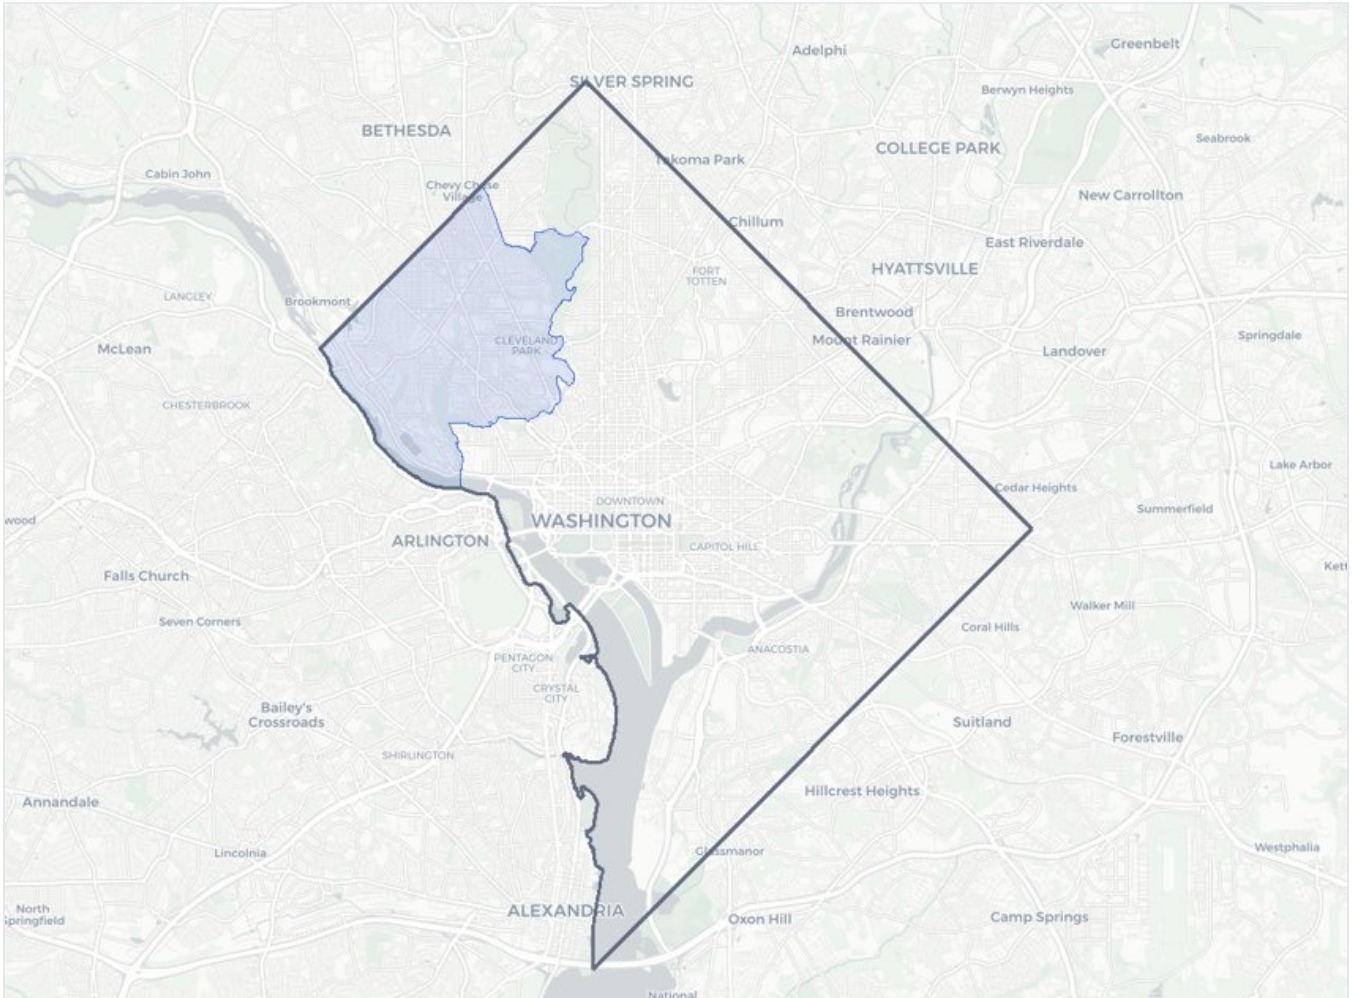 Adelphi
Greenbelt
SILVER SPRING
Berwyn Heights
BETHESDA
Seabrook
COLLEGE PARK
Takoma Park
Cabin John
Chevy Chase
Village
New Carrollton
Chillum
East Riverdale
HYATTSVILLE
FORT
TOTTEN
LANGLEY
Brookmont
Brentwood
Springdale
Mount Rainier
CLEVELAND
PARK
McLean
Landover
CHESTERBROOK
Lake Arbor
Cedar Heights
DOWNTOWN
Summerfield
wood
WASHINGTON
ARLINGTON
CAPITOL HILL
Kett
Falls Church
Walker Mill
Seven Corners
Coral Hills
ANACOSTIA
PENTAGON
CITY
CRYSTAL
CITY
Bailey's
Crossroads
Suitland
Forestville
SHIRLINGTON
Hillcrest Heights
Annandale
Glassmanor
Lincolnia
Westphalia
North
Springfield
ALEXANDRIA
Oxon Hill
Camp Springs
National